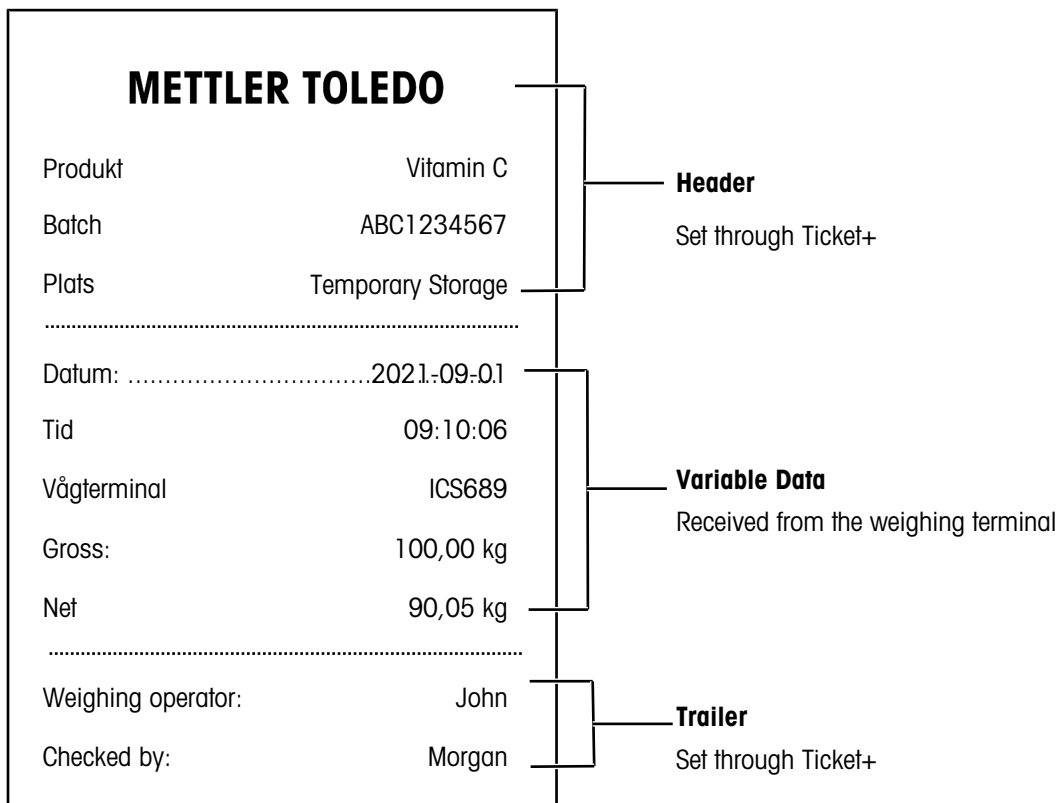 METTLER TOLEDO
Produkt Vitamin C
Batch ABC1234567
Plats Temporary Storage
Header
Set through Ticket+
Datum: 2021-09-01
Tid 09:10:06
Vågterminal ICS689
Gross: 100,00 kg
Net 90,05 kg
Variable Data
Received from the weighing terminal
Weighing operator: John
Checked by: Morgan
Trailer
Set through Ticket+